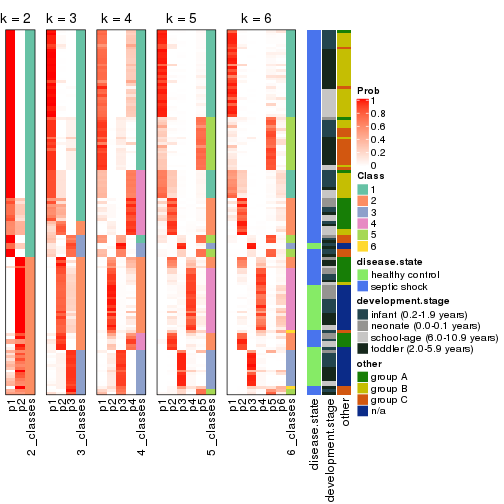 k = 2 k = 3 k = 4 k = 5 k = 6
p1 p2 2_classes p1 p2 p3 3_classes p1 p2 p3 p4 4_classes p1 p2 p3 p4 p5 5_classes p1 p2 p3 p4 p5 p6 6_classes disease.state development.stage other
Prob
1
0.8
0.6
0.4
0.2
0
Class
1
2
3
4
5
6
disease.state
healthy control
septic shock
development.stage
infant (0.2-1.9 years)
neonate (0.0-0.1 years)
school-age (6.0-10.9 years)
toddler (2.0-5.9 years)
other
group A
group B
group C
n/a